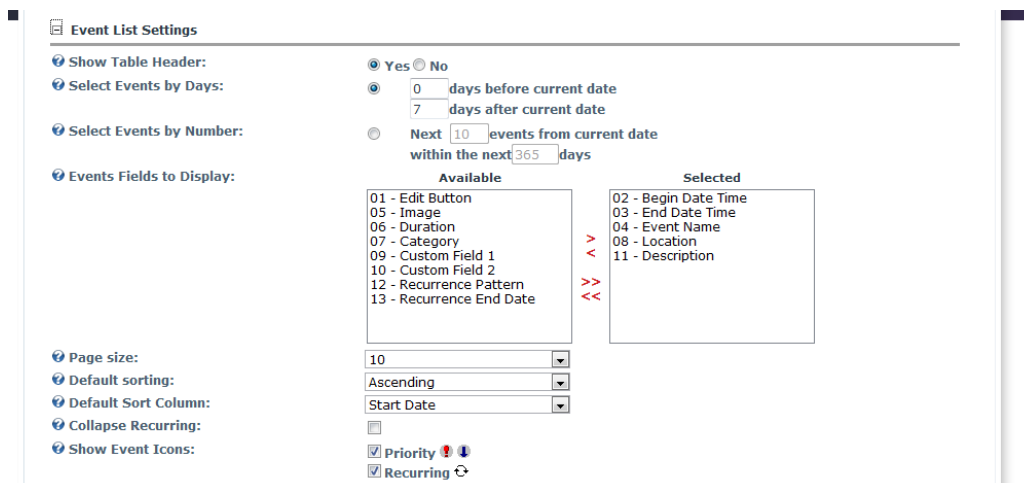 Event List Settings
Show Table Header:
Yes No
Select Events by Days:
0 days before current date
7 days after current date
Select Events by Number:
Next 10 events from current date
within the next 365 days
Events Fields to Display:
Available
01 - Edit Button
05 - Image
06 - Duration
07 - Category
09 - Custom Field 1
10 - Custom Field 2
12 - Recurrence Pattern
13 - Recurrence End Date
>
<
>>
<<
Selected
02 - Begin Date Time
03 - End Date Time
04 - Event Name
08 - Location
11 - Description
Page size:
10
Default sorting:
Ascending
Default Sort Column:
Start Date
Collapse Recurring:
Show Event Icons:
Priority
Recurring